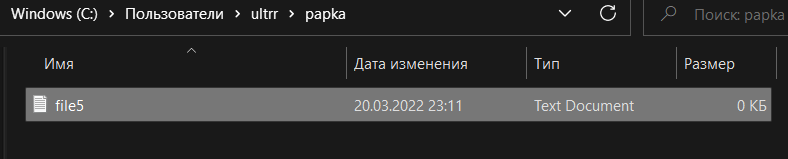 Windows (C:) > Пользователи > ultrr > papka Поиск: papka
Имя Дата изменения Тип Размер
file5 20.03.2022 23:11 Text Document 0 КБ